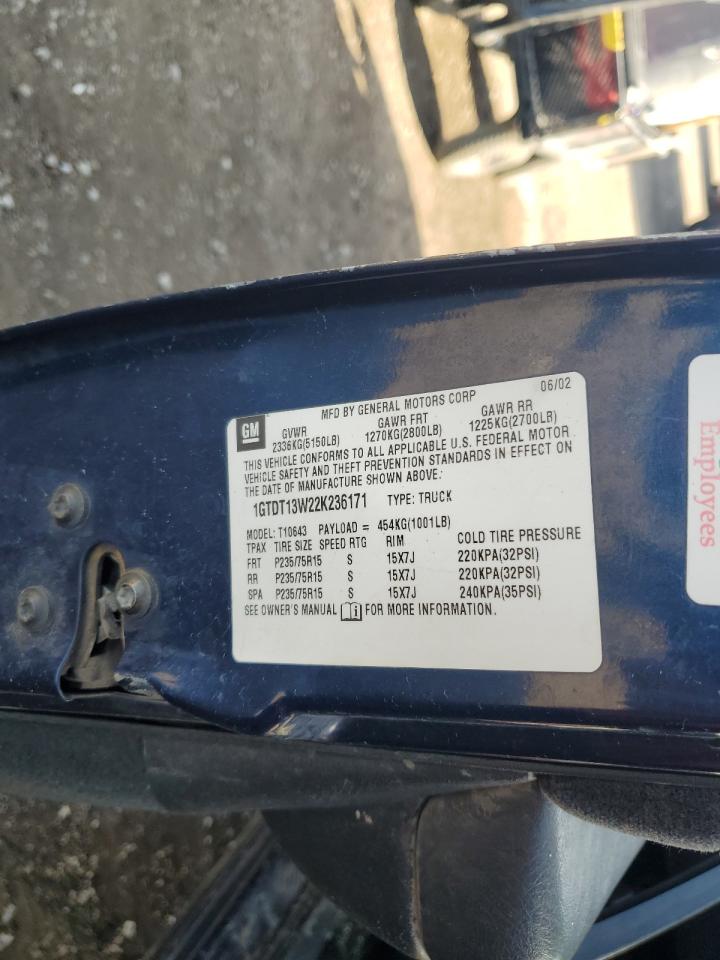 MFD BY GENERAL MOTORS CORP 06/02
GM
GVWR GAWR FRT GAWR RR
2336KG(5150LB) 1270KG(2800LB) 1225KG(2700LB)
THIS VEHICLE CONFORMS TO ALL APPLICABLE U.S. FEDERAL MOTOR
VEHICLE SAFETY AND THEFT PREVENTION STANDARDS IN EFFECT ON
THE DATE OF MANUFACTURE SHOWN ABOVE.
1GTDT13W22K236171 TYPE: TRUCK
MODEL: T10643 PAYLOAD = 454KG(1001LB)
TPAX TIRE SIZE SPEED RTG RIM COLD TIRE PRESSURE
FRT P235/75R15 S 15X7J 220KPA(32PSI)
RR P235/75R15 S 15X7J 220KPA(32PSI)
SPA P235/75R15 S 15X7J 240KPA(35PSI)
SEE OWNER'S MANUAL FOR MORE INFORMATION.
Employees